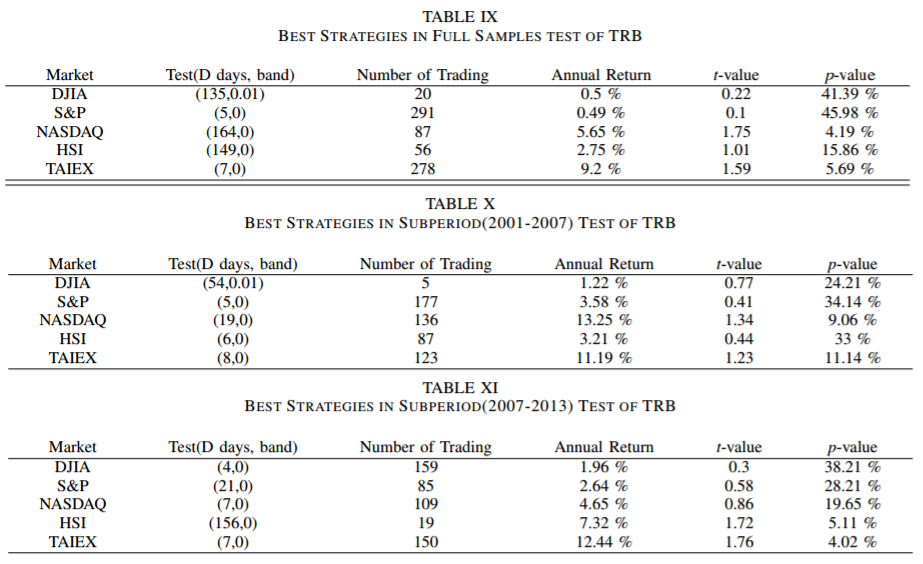 TABLE IX
BEST STRATEGIES IN FULL SAMPLES TEST OF TRB
Market Test(D days, band) Number of Trading Annual Return t-value p-value
DJIA (135,0.01) 20 0.5 % 0.22 41.39 %
S&P (5,0) 291 0.49 % 0.1 45.98 %
NASDAQ (164,0) 87 5.65 % 1.75 4.19 %
HSI (149,0) 56 2.75 % 1.01 15.86 %
TAIEX (7,0) 278 9.2 % 1.59 5.69 %
TABLE X
BEST STRATEGIES IN SUBPERIOD(2001-2007) TEST OF TRB
Market Test(D days, band) Number of Trading Annual Return t-value p-value
DJIA (54,0.01) 5 1.22 % 0.77 24.21 %
S&P (5,0) 177 3.58 % 0.41 34.14 %
NASDAQ (19,0) 136 13.25 % 1.34 9.06 %
HSI (6,0) 87 3.21 % 0.44 33 %
TAIEX (8,0) 123 11.19 % 1.23 11.14 %
TABLE XI
BEST STRATEGIES IN SUBPERIOD(2007-2013) TEST OF TRB
Market Test(D days, band) Number of Trading Annual Return t-value p-value
DJIA (4,0) 159 1.96 % 0.3 38.21 %
S&P (21,0) 85 2.64 % 0.58 28.21 %
NASDAQ (7,0) 109 4.65 % 0.86 19.65 %
HSI (156,0) 19 7.32 % 1.72 5.11 %
TAIEX (7,0) 150 12.44 % 1.76 4.02 %